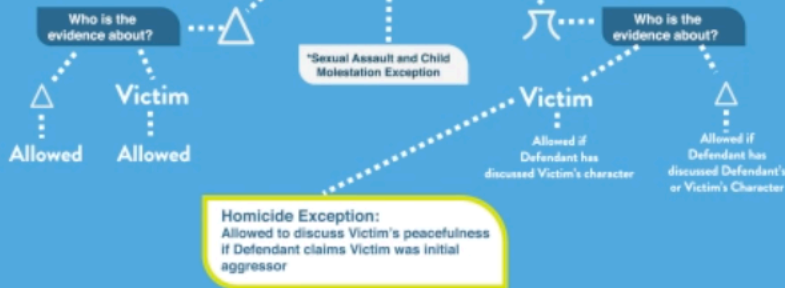 Who is the
evidence about?
Δ
π
Who is the
evidence about?
*Sexual Assault and Child
Molestation Exception
Δ
Victim
Allowed
Allowed
Victim
Allowed if
Defendant has
discussed Victim's character
Δ
Allowed if
Defendant has
discussed Defendant's
or Victim's Character
Homicide Exception:
Allowed to discuss Victim's peacefulness
if Defendant claims Victim was initial
aggressor